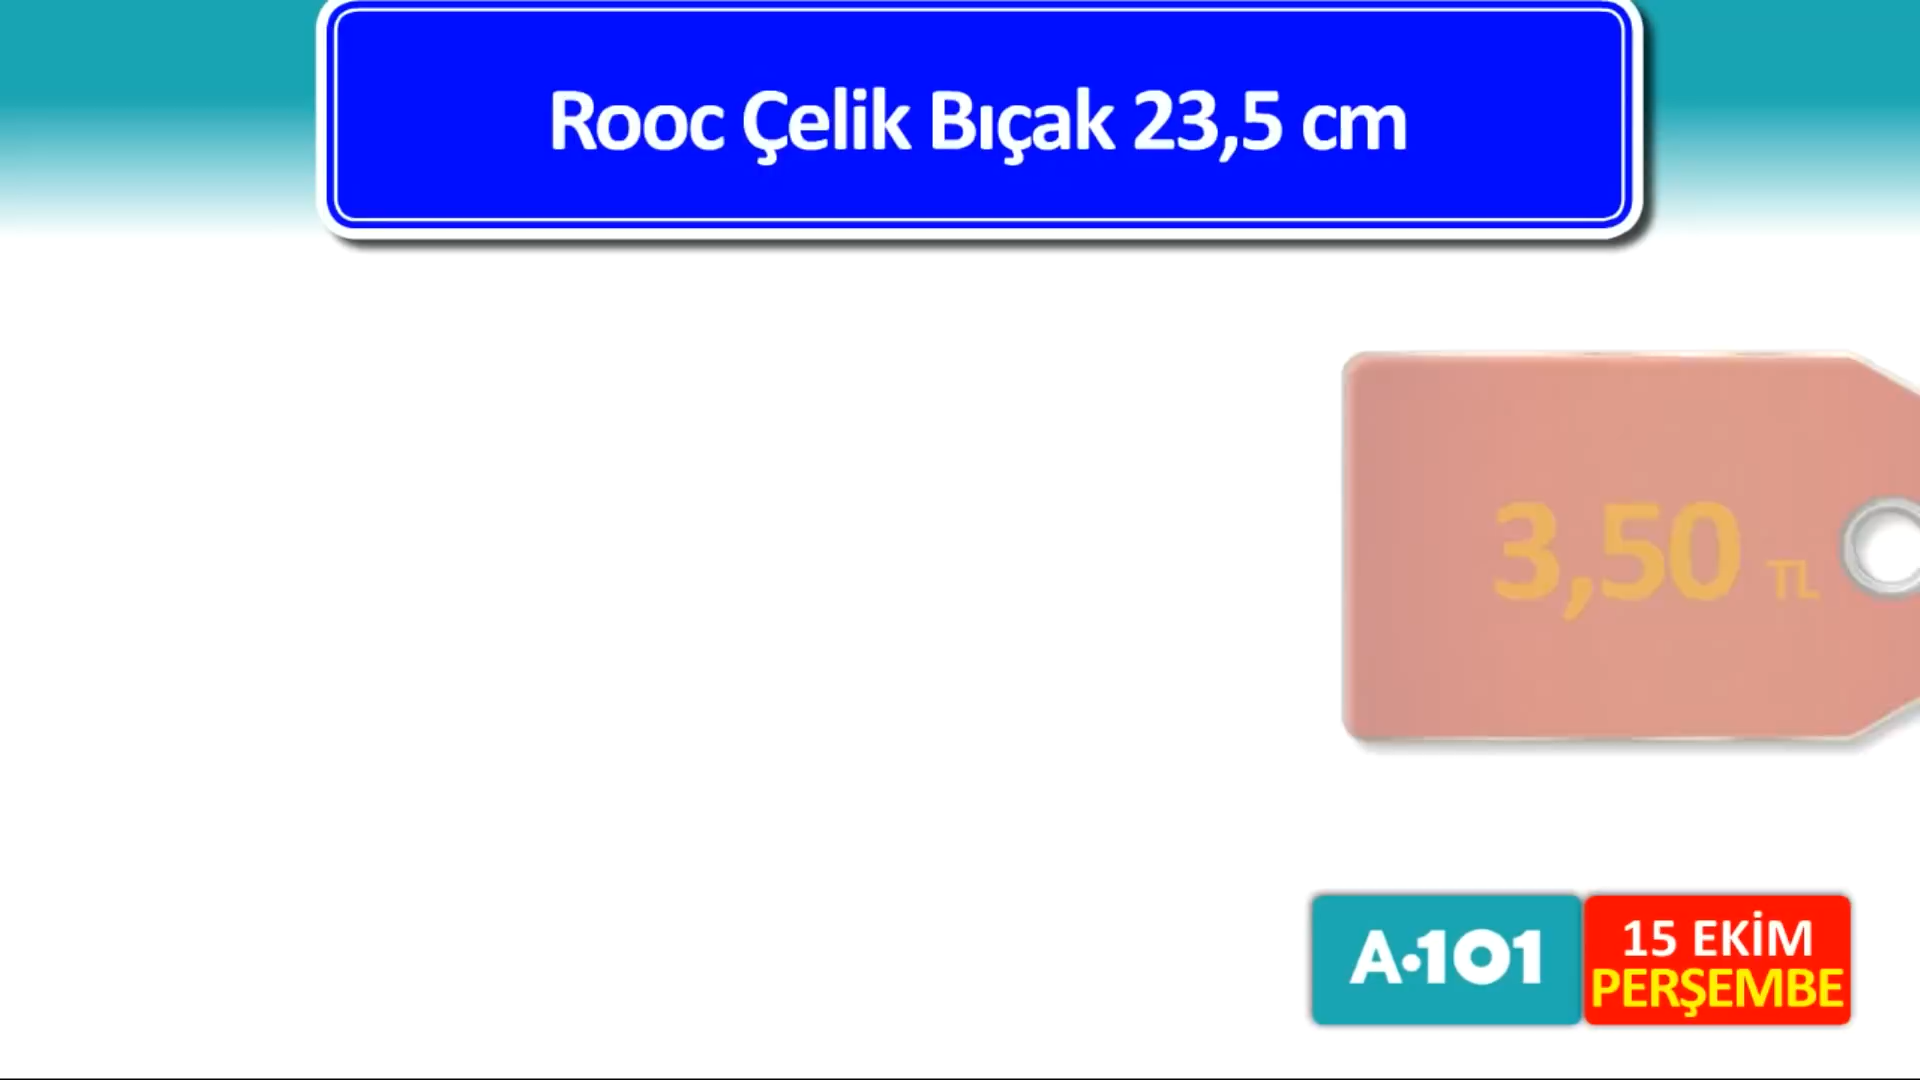 Rooc Çelik Bıçak 23,5 cm
3,50 TL
A101
15 EKİM
PERŞEMBE